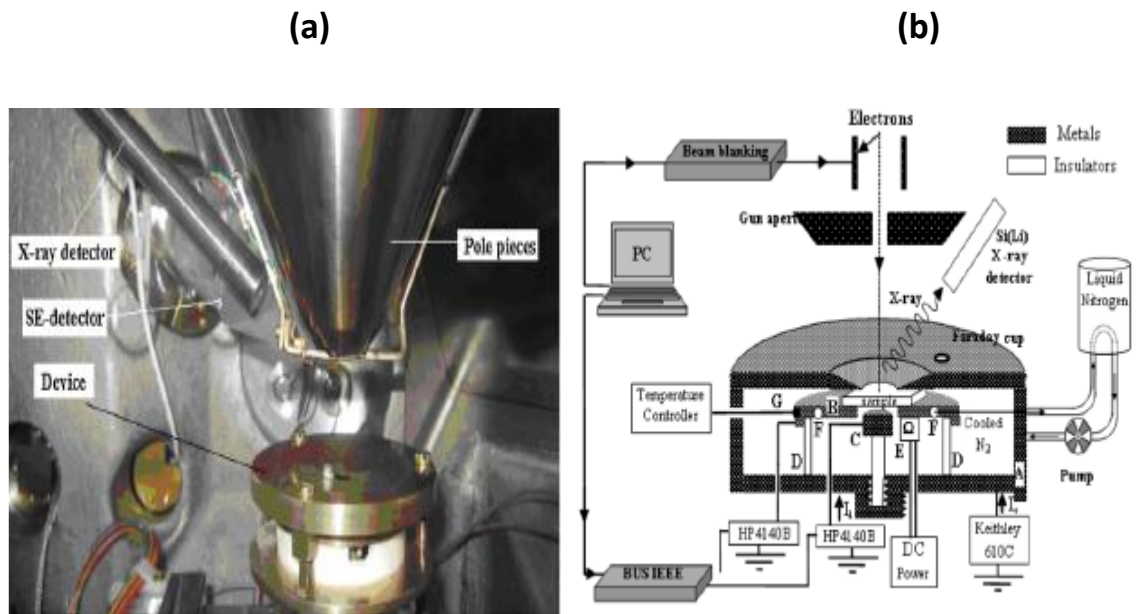 (a)
(b)
X-ray detector
SE-detector
Device
Pole pieces
Electrons
Metals
Insulators
Beam blanking
Gun apert
PC
Si(Li)
X-ray
detector
X-ray
Liquid
Nitrogen
Faraday cup
Temperature
Controller
G
B
sample
F
C
Ω
E
F
Cooled
N₂
D
D
A
Pump
HP4140B
HP4140B
DC
Power
Keithley
610C
BUS IEEE